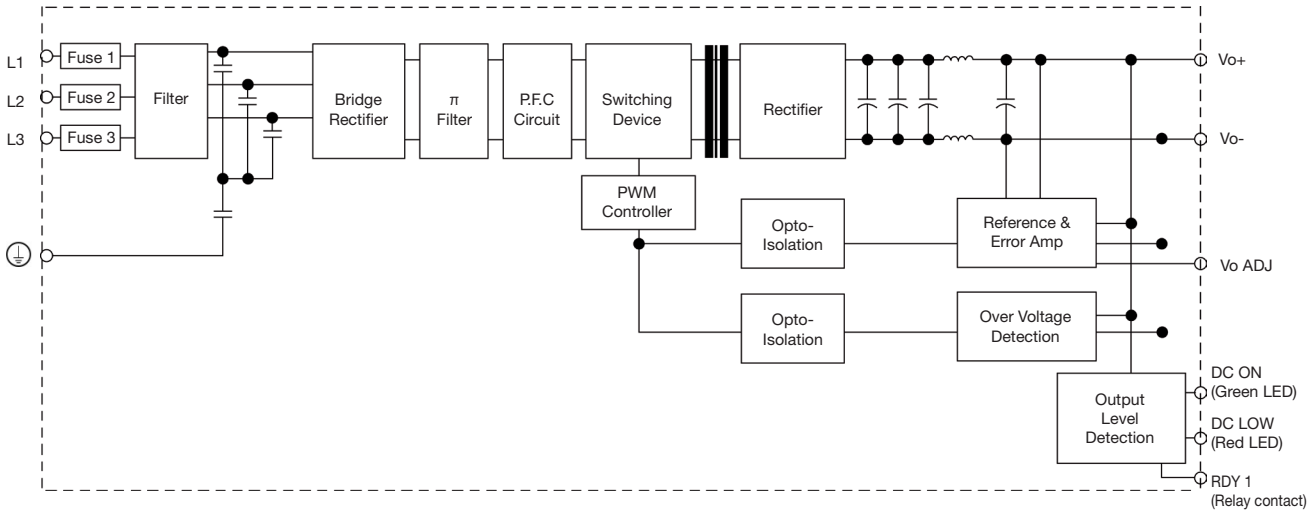 L1
Fuse 1
L2
Fuse 2
L3
Fuse 3
Filter
Bridge
Rectifier
π
Filter
P.F.C
Circuit
Switching
Device
Rectifier
Vo+
Vo-
PWM
Controller
Opto-
Isolation
Reference &
Error Amp
Vo ADJ
Opto-
Isolation
Over Voltage
Detection
Output
Level
Detection
DC ON
(Green LED)
DC LOW
(Red LED)
RDY 1
(Relay contact)